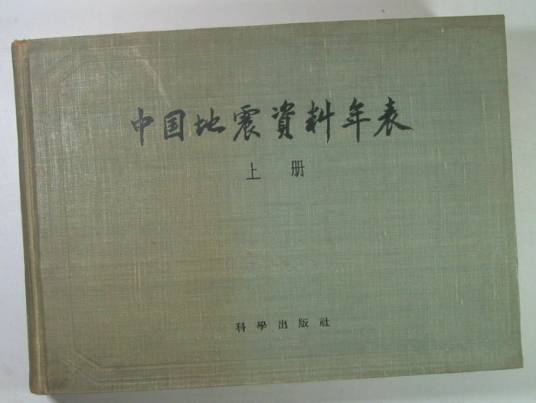 中国地震資料年表
上册
科學出版社